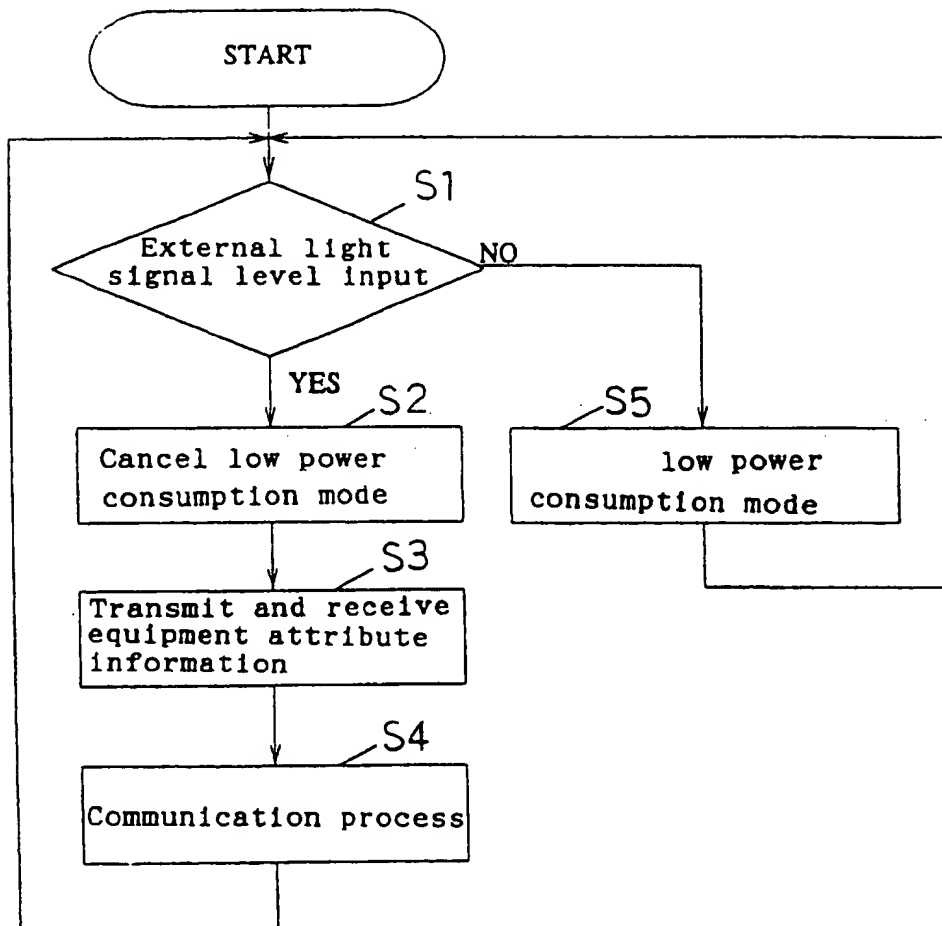 START
S1
External light
signal level input
NO
YES
S2
Cancel low power
consumption mode
S5
low power
consumption mode
S3
Transmit and receive
equipment attribute
information
S4
Communication process